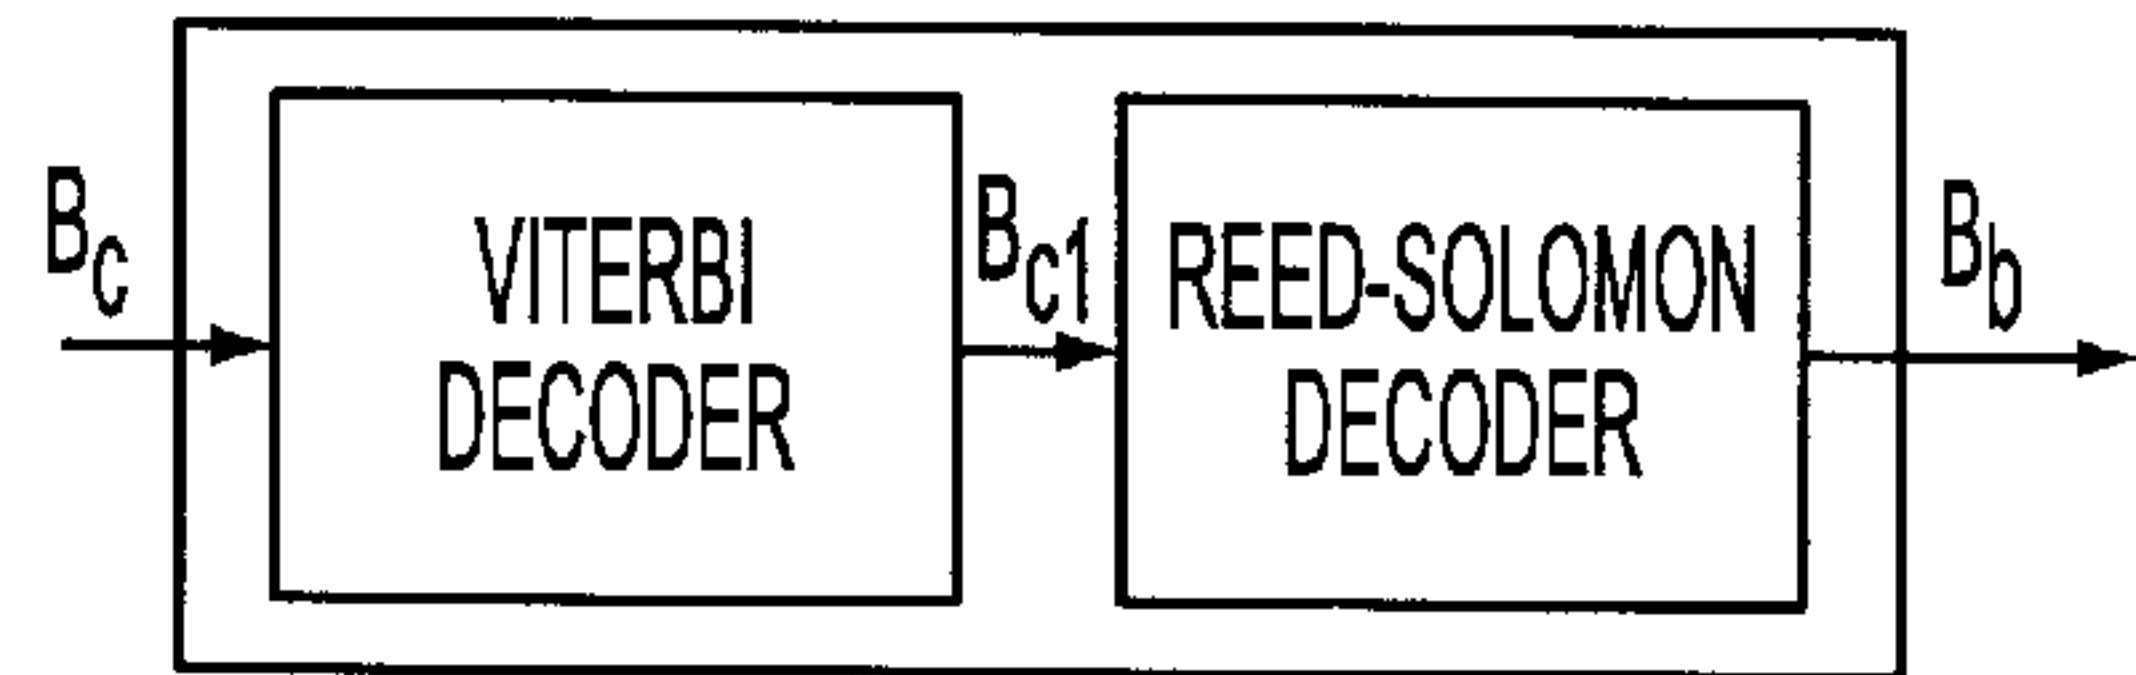 B_c
VITERBI
DECODER
B_c1
REED-SOLOMON
DECODER
B_b